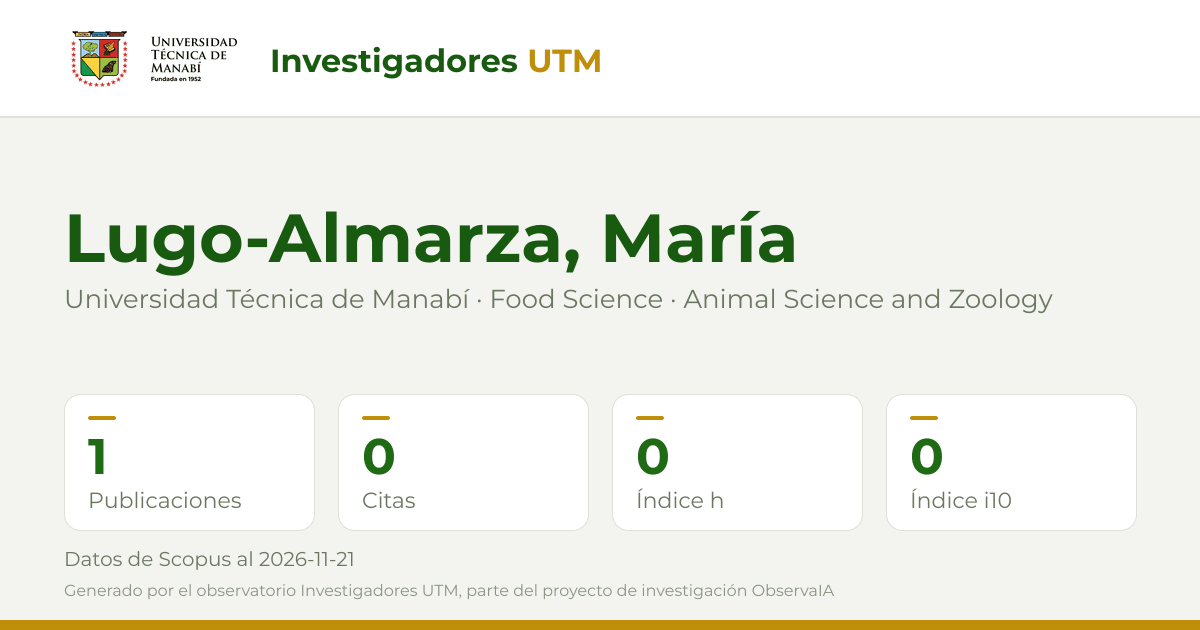 UNIVERSIDAD
TÉCNICA DE
MANABÍ
Fundada en 1952
Investigadores UTM
Lugo-Almarza, María
Universidad Técnica de Manabí · Food Science · Animal Science and Zoology
1
Publicaciones
0
Citas
0
Índice h
0
Índice i10
Datos de Scopus al 2026-11-21
Generado por el observatorio Investigadores UTM, parte del proyecto de investigación ObservaIA